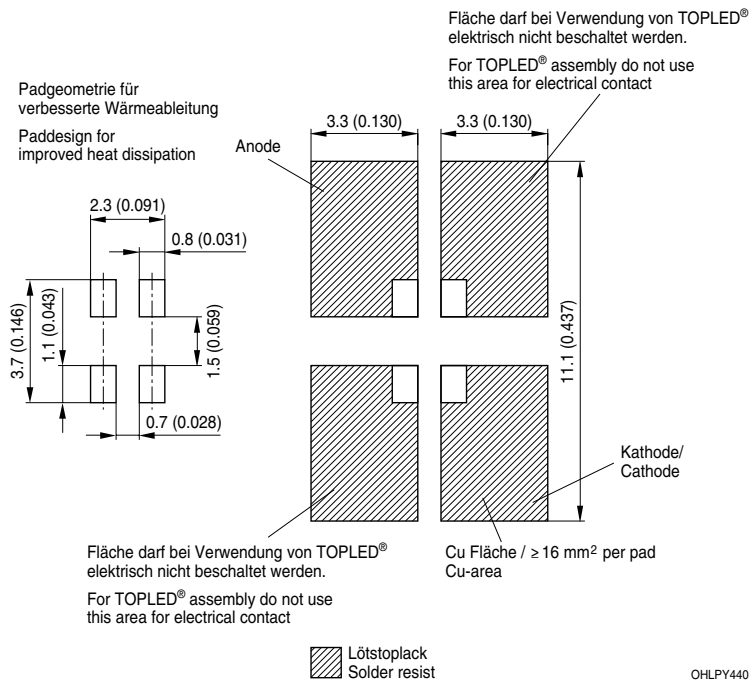 Fläche darf bei Verwendung von TOPLED®
elektrisch nicht beschaltet werden.
For TOPLED® assembly do not use
this area for electrical contact
Padgeometrie für
verbesserte Wärmeableitung
Paddesign for
improved heat dissipation
3.3 (0.130)
3.3 (0.130)
Anode
2.3 (0.091)
0.8 (0.031)
3.7 (0.146)
1.1 (0.043)
1.5 (0.059)
11.1 (0.437)
0.7 (0.028)
Kathode/
Cathode
Fläche darf bei Verwendung von TOPLED®
elektrisch nicht beschaltet werden.
For TOPLED® assembly do not use
this area for electrical contact
Cu Fläche / ≥ 16 mm² per pad
Cu-area
Lötstoplack
Solder resist
OHLPY440